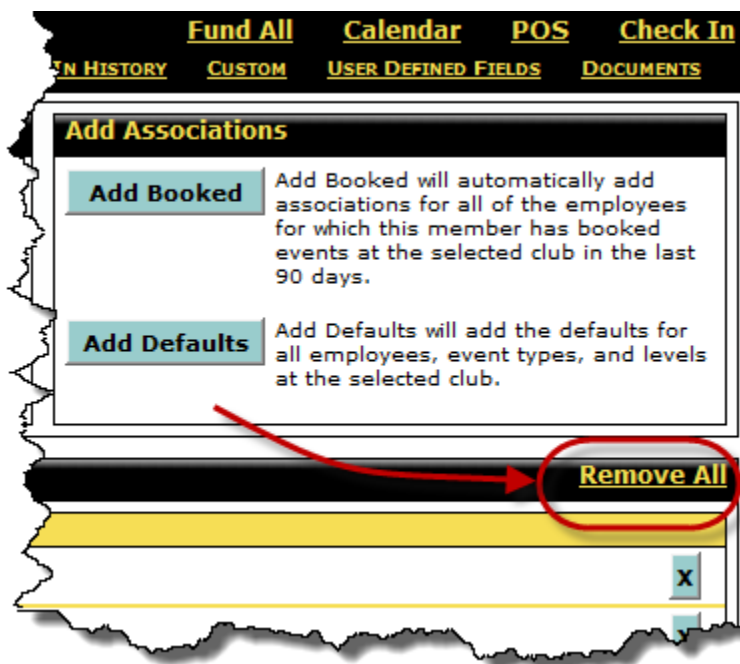 Fund All Calendar POS Check In
In History Custom User Defined Fields Documents
Add Associations
Add Booked
Add Booked will automatically add
associations for all of the employees
for which this member has booked
events at the selected club in the last
90 days.
Add Defaults
Add Defaults will add the defaults for
all employees, event types, and levels
at the selected club.
Remove All
X